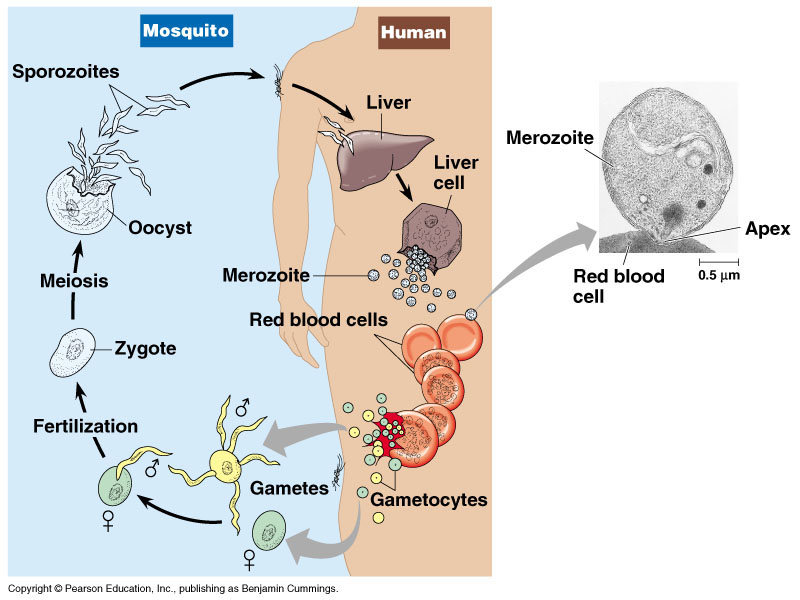 Mosquito
Human
Sporozoites
Liver
Liver
cell
Oocyst
Merozoite
Meiosis
Red blood cells
Zygote
Fertilization
♂
♂
Gametes
Gametocytes
♀
♀
Merozoite
Apex
Red blood
cell
0.5 µm
Copyright © Pearson Education, Inc., publishing as Benjamin Cummings.